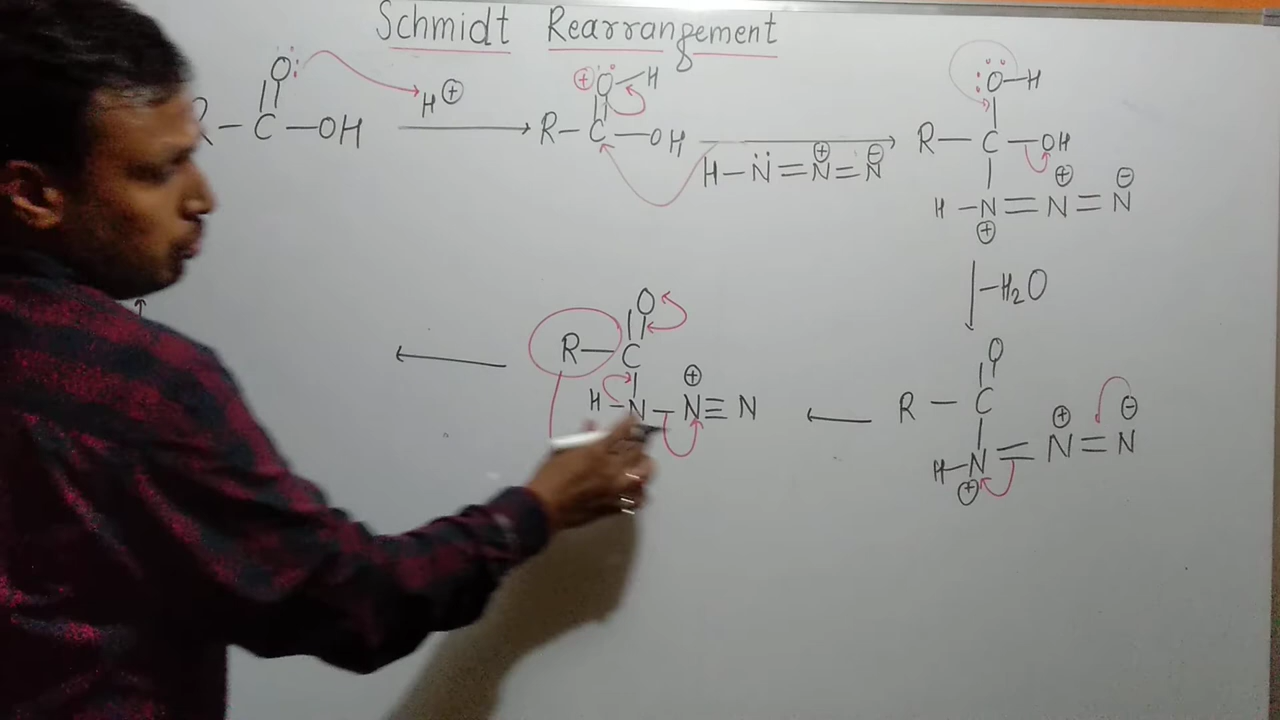 Schmidt Rearrangement
O
R – C – OH
H ⊕
⊕ O – H
R – C – OH
H – N = N = N
⊕ ⊖
O – H
R – C – OH
H – N = N = N
⊕ ⊕ ⊖
–H₂O
O
R – C
H – N = N = N
⊕ ⊕ ⊖
O
R – C
H – N – N ≡ N
⊕